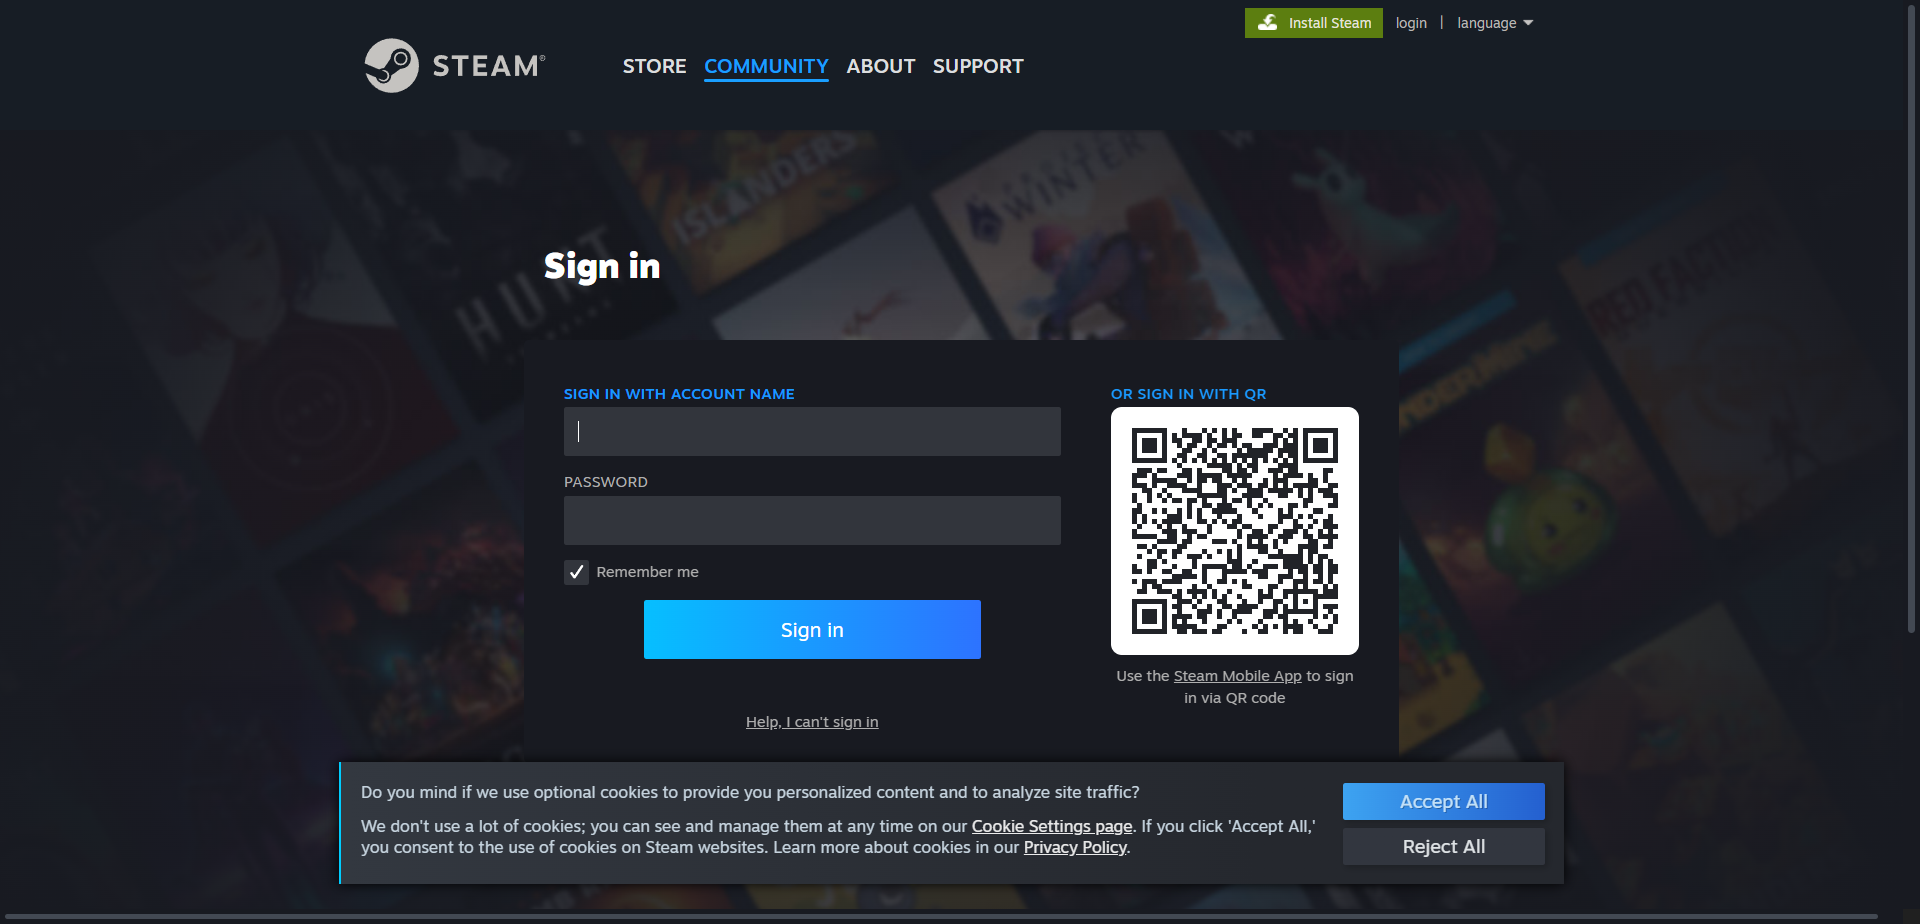 Install Steam
login | language
STEAM®
STORE COMMUNITY ABOUT SUPPORT
ISLANDERS
WINTER
HUNT
RED FACTION
Sign in
SIGN IN WITH ACCOUNT NAME
OR SIGN IN WITH QR
PASSWORD
Remember me
Sign in
Use the Steam Mobile App to sign
in via QR code
Help, I can't sign in
Do you mind if we use optional cookies to provide you personalized content and to analyze site traffic?
We don't use a lot of cookies; you can see and manage them at any time on our Cookie Settings page. If you click 'Accept All,'
you consent to the use of cookies on Steam websites. Learn more about cookies in our Privacy Policy.
Accept All
Reject All